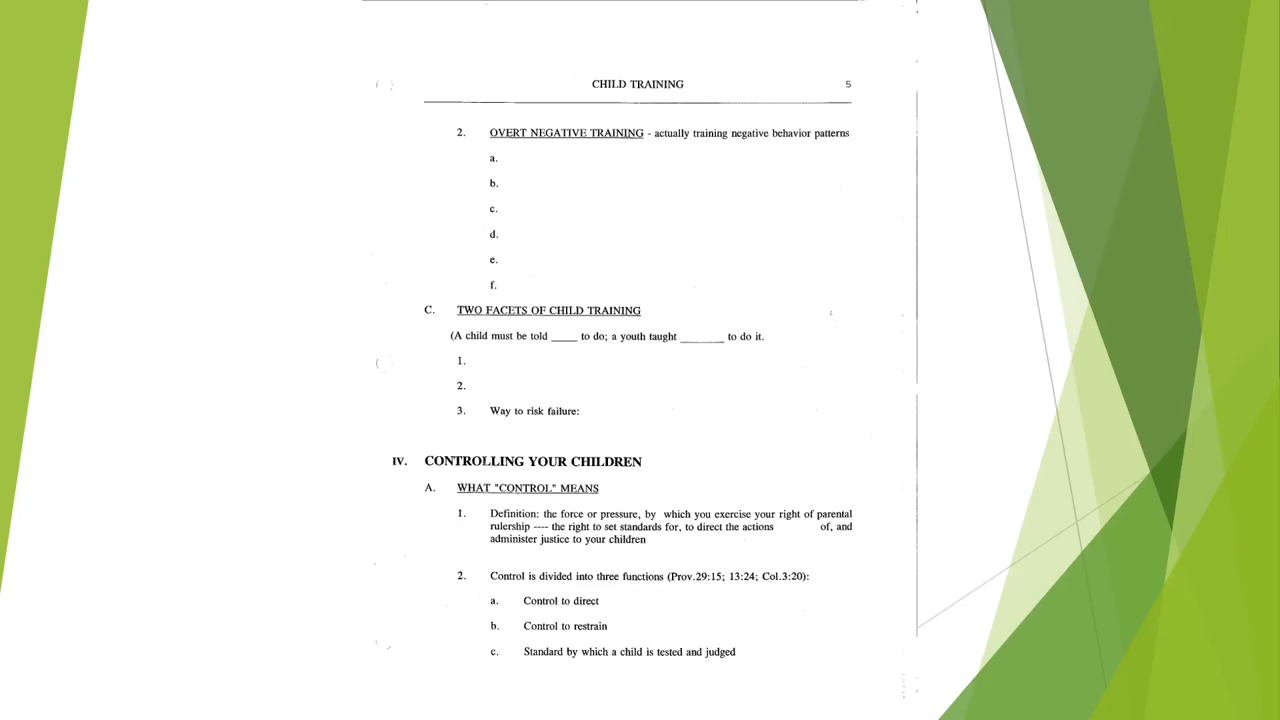 CHILD TRAINING 5
2. OVERT NEGATIVE TRAINING - actually training negative behavior patterns
a.
b.
c.
d.
e.
f.
C. TWO FACETS OF CHILD TRAINING
(A child must be told ____ to do; a youth taught _______ to do it.
1.
2.
3. Way to risk failure:
IV. CONTROLLING YOUR CHILDREN
A. WHAT "CONTROL" MEANS
1. Definition: the force or pressure, by which you exercise your right of parental
rulership ---- the right to set standards for, to direct the actions of, and
administer justice to your children
2. Control is divided into three functions (Prov.29:15; 13:24; Col.3:20):
a. Control to direct
b. Control to restrain
c. Standard by which a child is tested and judged